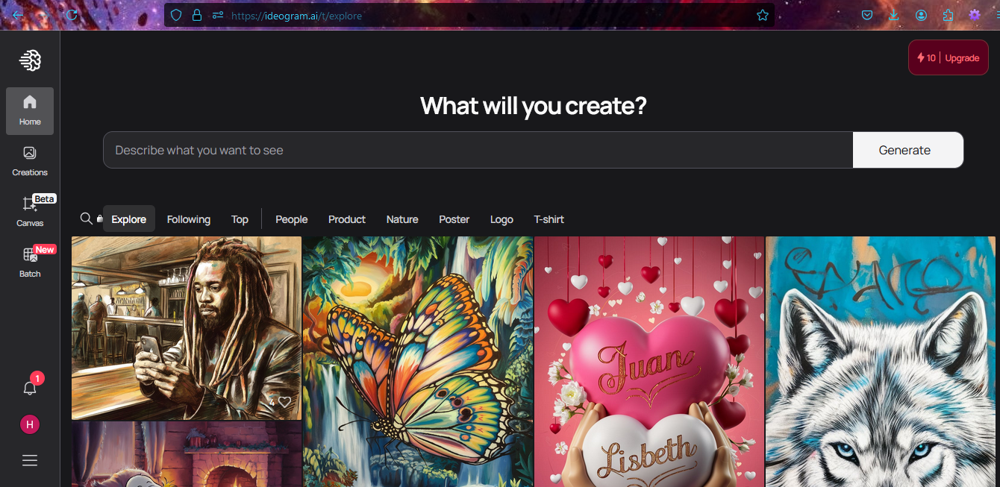 https://ideogram.ai/t/explore
10 | Upgrade
What will you create?
Describe what you want to see
Generate
Home
Creations
Beta
Canvas
New
Batch
1
H
Explore
Following
Top
People
Product
Nature
Poster
Logo
T-shirt
4
Juan
Lisbeth